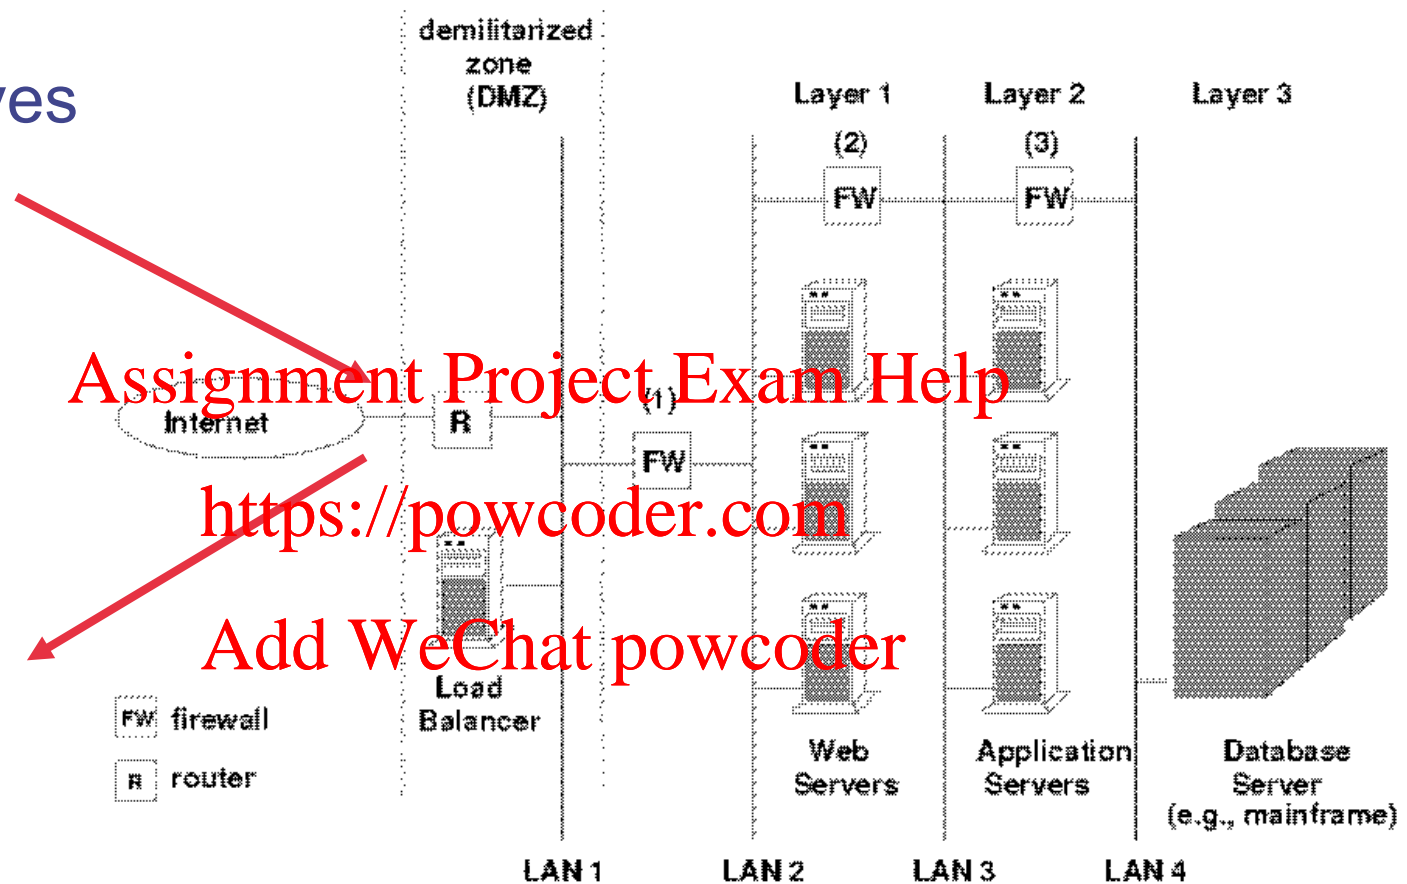 demilitarized
zone
(DMZ)
Layer 1
Layer 2
Layer 3
(2)
(3)
FW
FW
Assignment Project Exam Help
(1)
Internet
R
FW
https://powcoder.com
Add WeChat powcoder
Load
Balancer
FW firewall
R router
Web
Servers
Application
Servers
Database
Server
(e.g., mainframe)
LAN 1
LAN 2
LAN 3
LAN 4